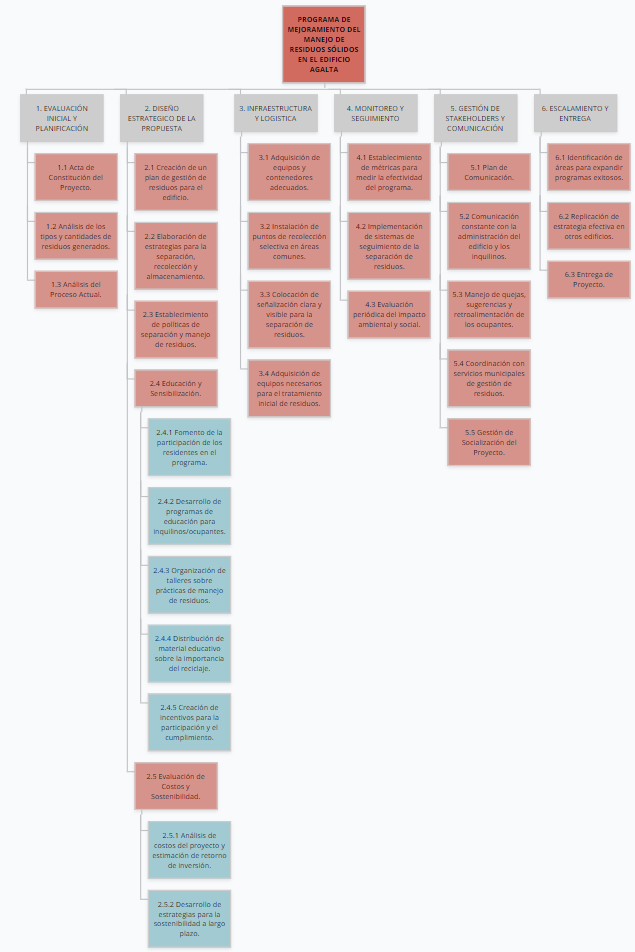 PROGRAMA DE
MEJORAMIENTO DEL
MANEJO DE
RESIDUOS SÓLIDOS
EN EL EDIFICIO
AGALTA
1. EVALUACIÓN
INICIAL Y
PLANIFICACIÓN
1.1 Acta de
Constitución del
Proyecto.
1.2 Análisis de los
tipos y cantidades de
residuos generados.
1.3 Análisis del
Proceso Actual.
2. DISEÑO
ESTRATEGICO DE LA
PROPUESTA
2.1 Creación de un
plan de gestión de
residuos para el
edificio.
2.2 Elaboración de
estrategias para la
separación,
recolección y
almacenamiento.
2.3 Establecimiento
de políticas de
separación y manejo
de residuos.
2.4 Educación y
Sensibilización.
2.4.1 Fomento de la
participación de los
residentes en el
programa.
2.4.2 Desarrollo de
programas de
educación para
inquilinos/ocupantes.
2.4.3 Organización de
talleres sobre
prácticas de manejo
de residuos.
2.4.4 Distribución de
material educativo
sobre la importancia
del reciclaje.
2.4.5 Creación de
incentivos para la
participación y el
cumplimiento.
2.5 Evaluación de
Costos y
Sostenibilidad.
2.5.1 Análisis de
costos del proyecto y
estimación de retorno
de inversión.
2.5.2 Desarrollo de
estrategias para la
sostenibilidad a largo
plazo.
3. INFRAESTRUCTURA
Y LOGISTICA
3.1 Adquisición de
equipos y
contenedores
adecuados.
3.2 Instalación de
puntos de recolección
selectiva en áreas
comunes.
3.3 Colocación de
señalización clara y
visible para la
separación de
residuos.
3.4 Adquisición de
equipos necesarios
para el tratamiento
inicial de residuos.
4. MONITOREO Y
SEGUIMIENTO
4.1 Establecimiento
de métricas para
medir la efectividad
del programa.
4.2 Implementación
de sistemas de
seguimiento de la
separación de
residuos.
4.3 Evaluación
periódica del impacto
ambiental y social.
5. GESTIÓN DE
STAKEHOLDERS Y
COMUNICACIÓN
5.1 Plan de
Comunicación.
5.2 Comunicación
constante con la
administración del
edificio y los
inquilinos.
5.3 Manejo de quejas,
sugerencias y
retroalimentación de
los ocupantes.
5.4 Coordinación con
servicios municipales
de gestión de
residuos.
5.5 Gestión de
Socialización del
Proyecto.
6. ESCALAMIENTO Y
ENTREGA
6.1 Identificación de
áreas para expandir
programas exitosos.
6.2 Replicación de
estrategia efectiva en
otros edificios.
6.3 Entrega de
Proyecto.